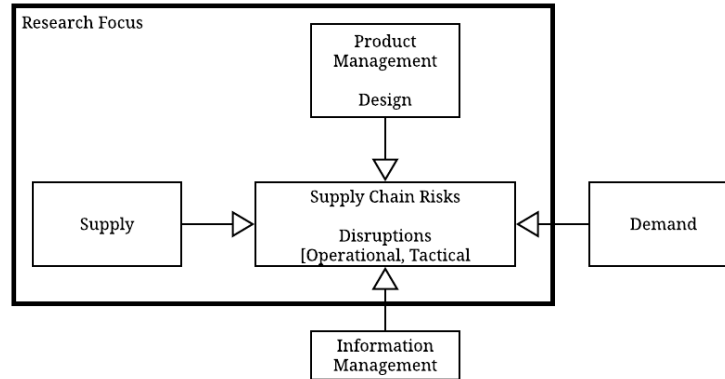 Research Focus
Product
Management
Design
Supply
Supply Chain Risks
Disruptions
[Operational, Tactical
Demand
Information
Management